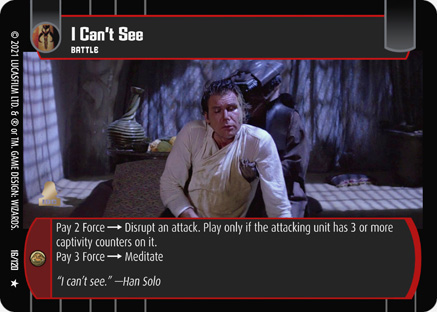 I Can't See
BATTLE
Pay 2 Force → Disrupt an attack. Play only if the attacking unit has 3 or more
captivity counters on it.
Pay 3 Force → Meditate
"I can't see." —Han Solo
© 2021 LUCASFILM LTD. & ® or TM. GAME DESIGN: WIZARDS.
15/120 ★